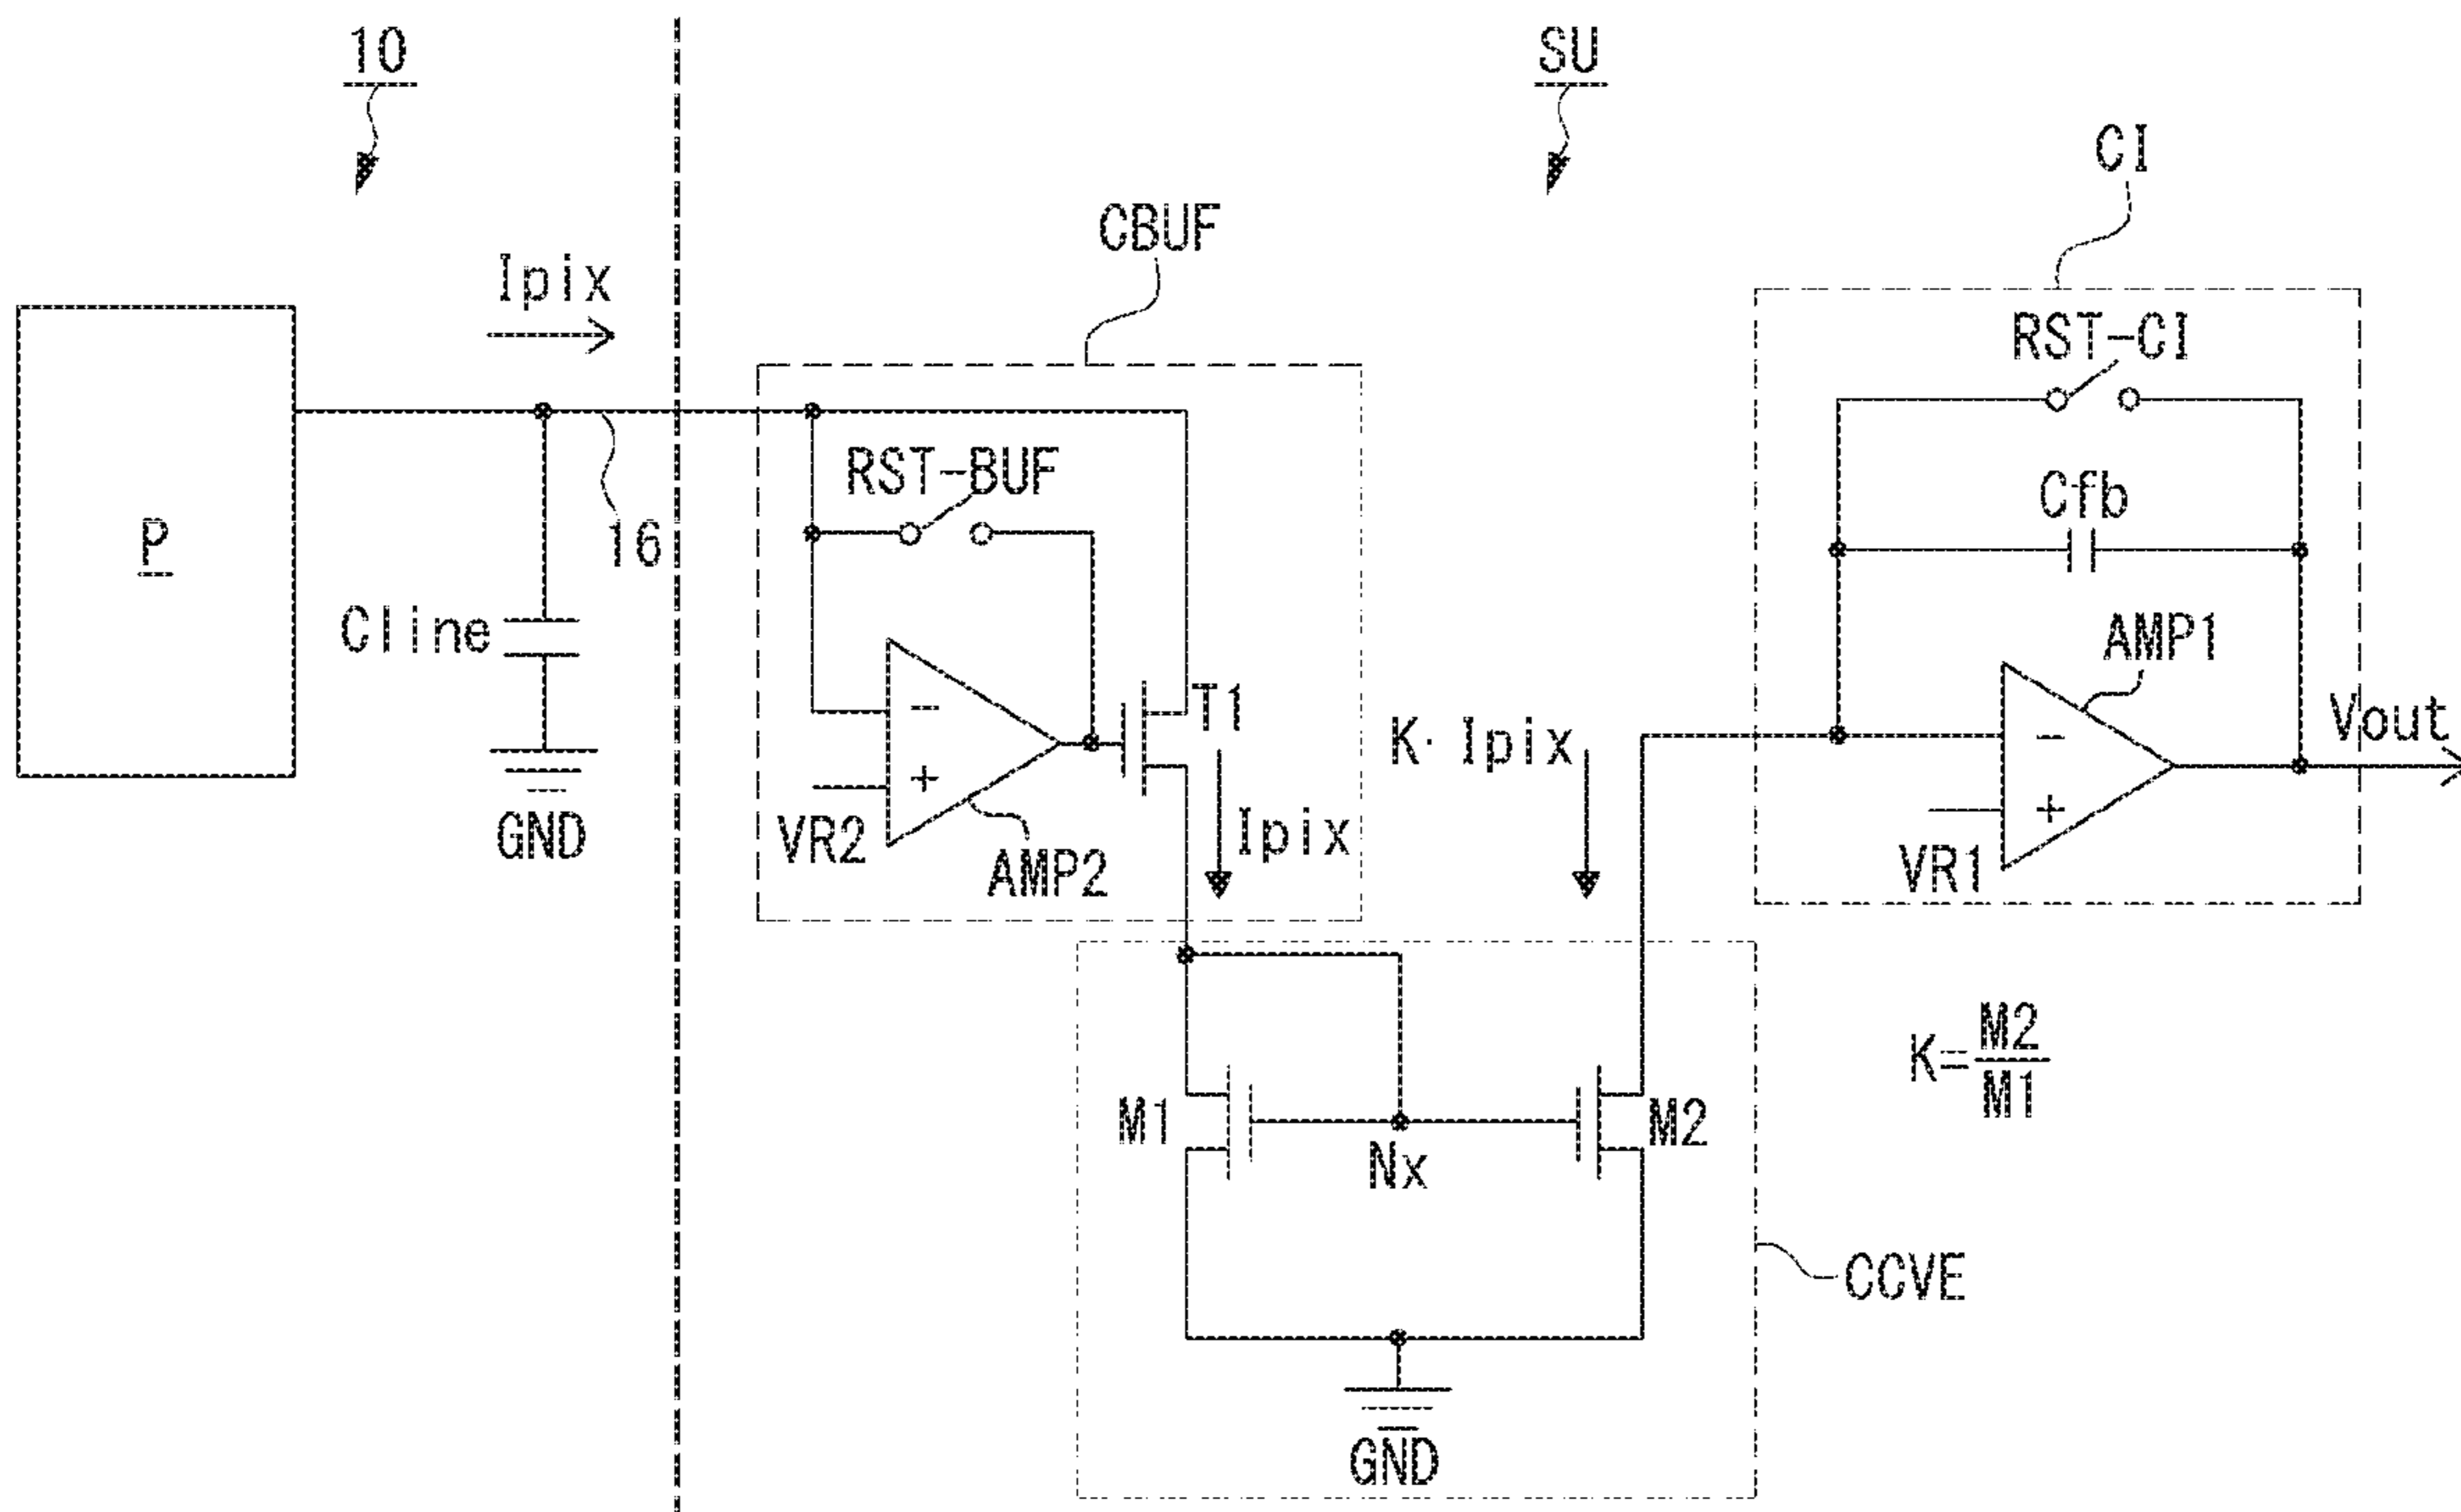 10
SU
CI
CBUF
Ipix
RST-CI
RST-BUF
Cfb
P
16
Cline
AMP1
-
T1
K·Ipix
-
Vout
+
+
GND
VR2
AMP2
Ipix
VR1
K=M2/M1
M1
Nx
M2
CCVE
GND